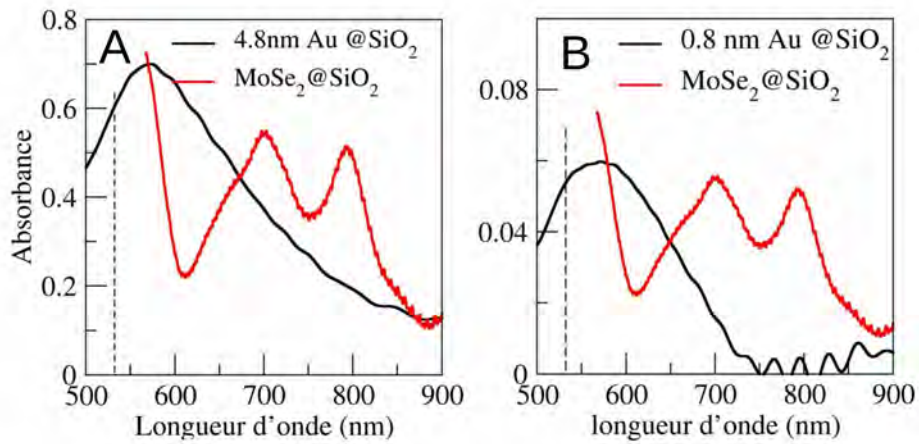 A
4.8nm Au @SiO₂
MoSe₂@SiO₂
0.8
0.6
0.4
0.2
0
Absorbance
500
600
700
800
900
Longueur d'onde (nm)
B
0.8 nm Au @SiO₂
MoSe₂@SiO₂
0.08
0.04
0
500
600
700
800
900
longueur d'onde (nm)